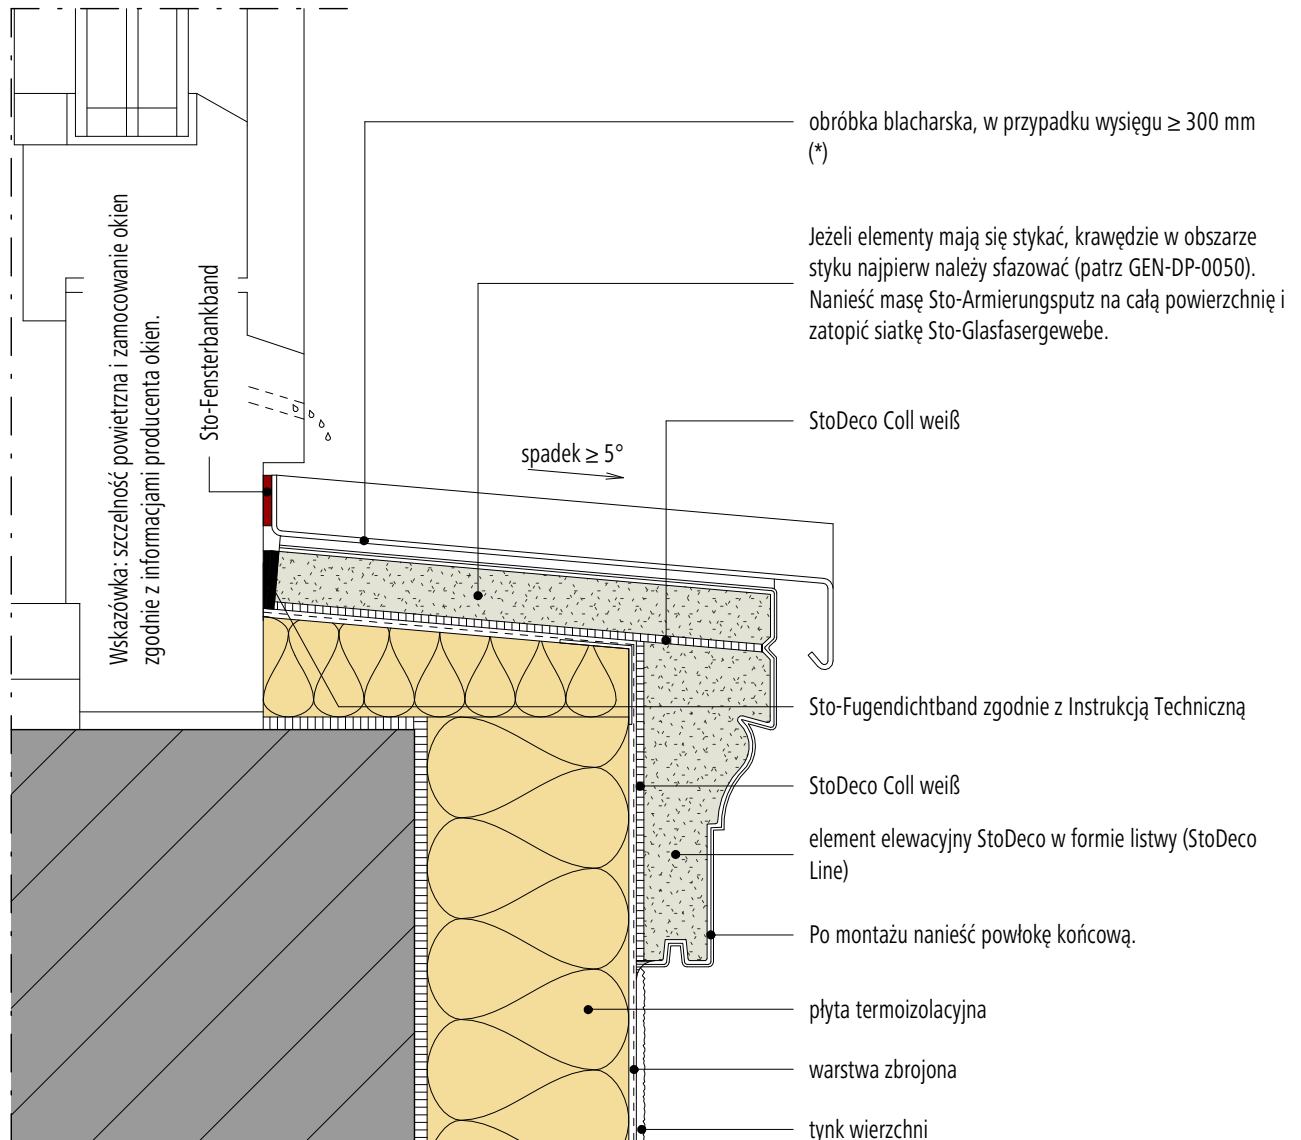 obróbka blacharska, w przypadku wysięgu ≥ 300 mm
(*)
Jeżeli elementy mają się stykać, krawędzie w obszarze
styku najpierw należy sfazować (patrz GEN-DP-0050).
Nanieść masę Sto-Armierungsputz na całą powierzchnię i
zatopić siatkę Sto-Glasfasergewebe.
Wskazówka: szczelność powietrzna i zamocowanie okien
zgodnie z informacjami producenta okien.
Sto-Fensterbankband
spadek ≥ 5°
StoDeco Coll weiß
Sto-Fugendichtband zgodnie z Instrukcją Techniczną
StoDeco Coll weiß
element elewacyjny StoDeco w formie listwy (StoDeco
Line)
Po montażu nanieść powłokę końcową.
płyta termoizolacyjna
warstwa zbrojona
tynk wierzchni